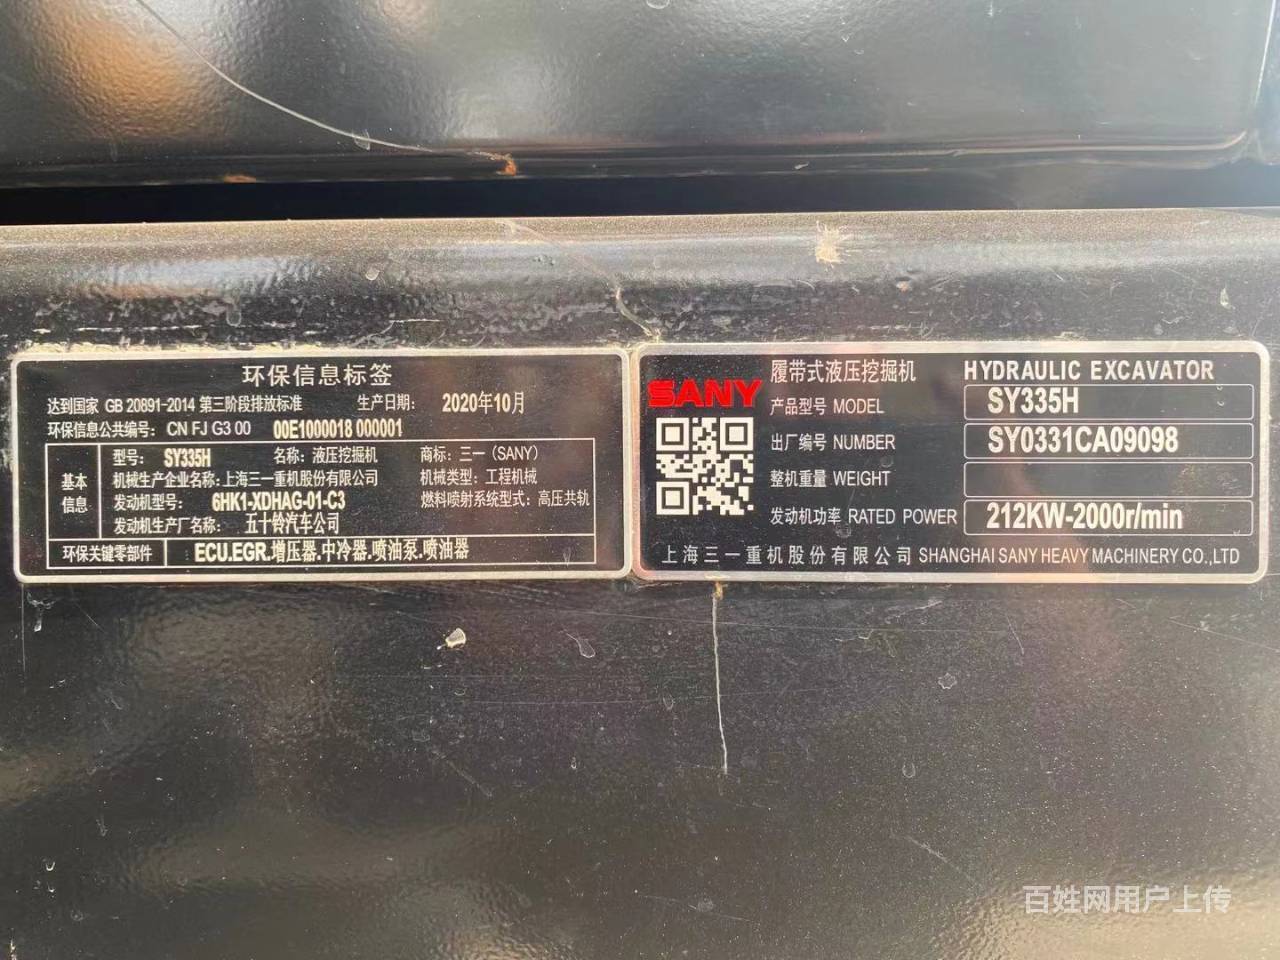 环保信息标签
达到国家 GB 20891-2014 第三阶段排放标准 生产日期: 2020年10月
环保信息公共编号: CN FJ G3 00 00E1000018 000001
基本信息
型号: SY335H 名称: 液压挖掘机 商标: 三一 (SANY)
机械生产企业名称: 上海三一重机股份有限公司 机械类型: 工程机械
发动机型号: 6HK1-XDHAG-01-C3 燃料喷射系统型式: 高压共轨
发动机生产厂名称: 五十铃汽车公司
环保关键零部件 ECU.EGR.增压器.中冷器.喷油泵.喷油器
SANY 履带式液压挖掘机 HYDRAULIC EXCAVATOR
产品型号 MODEL SY335H
出厂编号 NUMBER SY0331CA09098
整机重量 WEIGHT
发动机功率 RATED POWER 212KW-2000r/min
上海三一重机股份有限公司 SHANGHAI SANY HEAVY MACHINERY CO.,LTD
百姓网用户上传